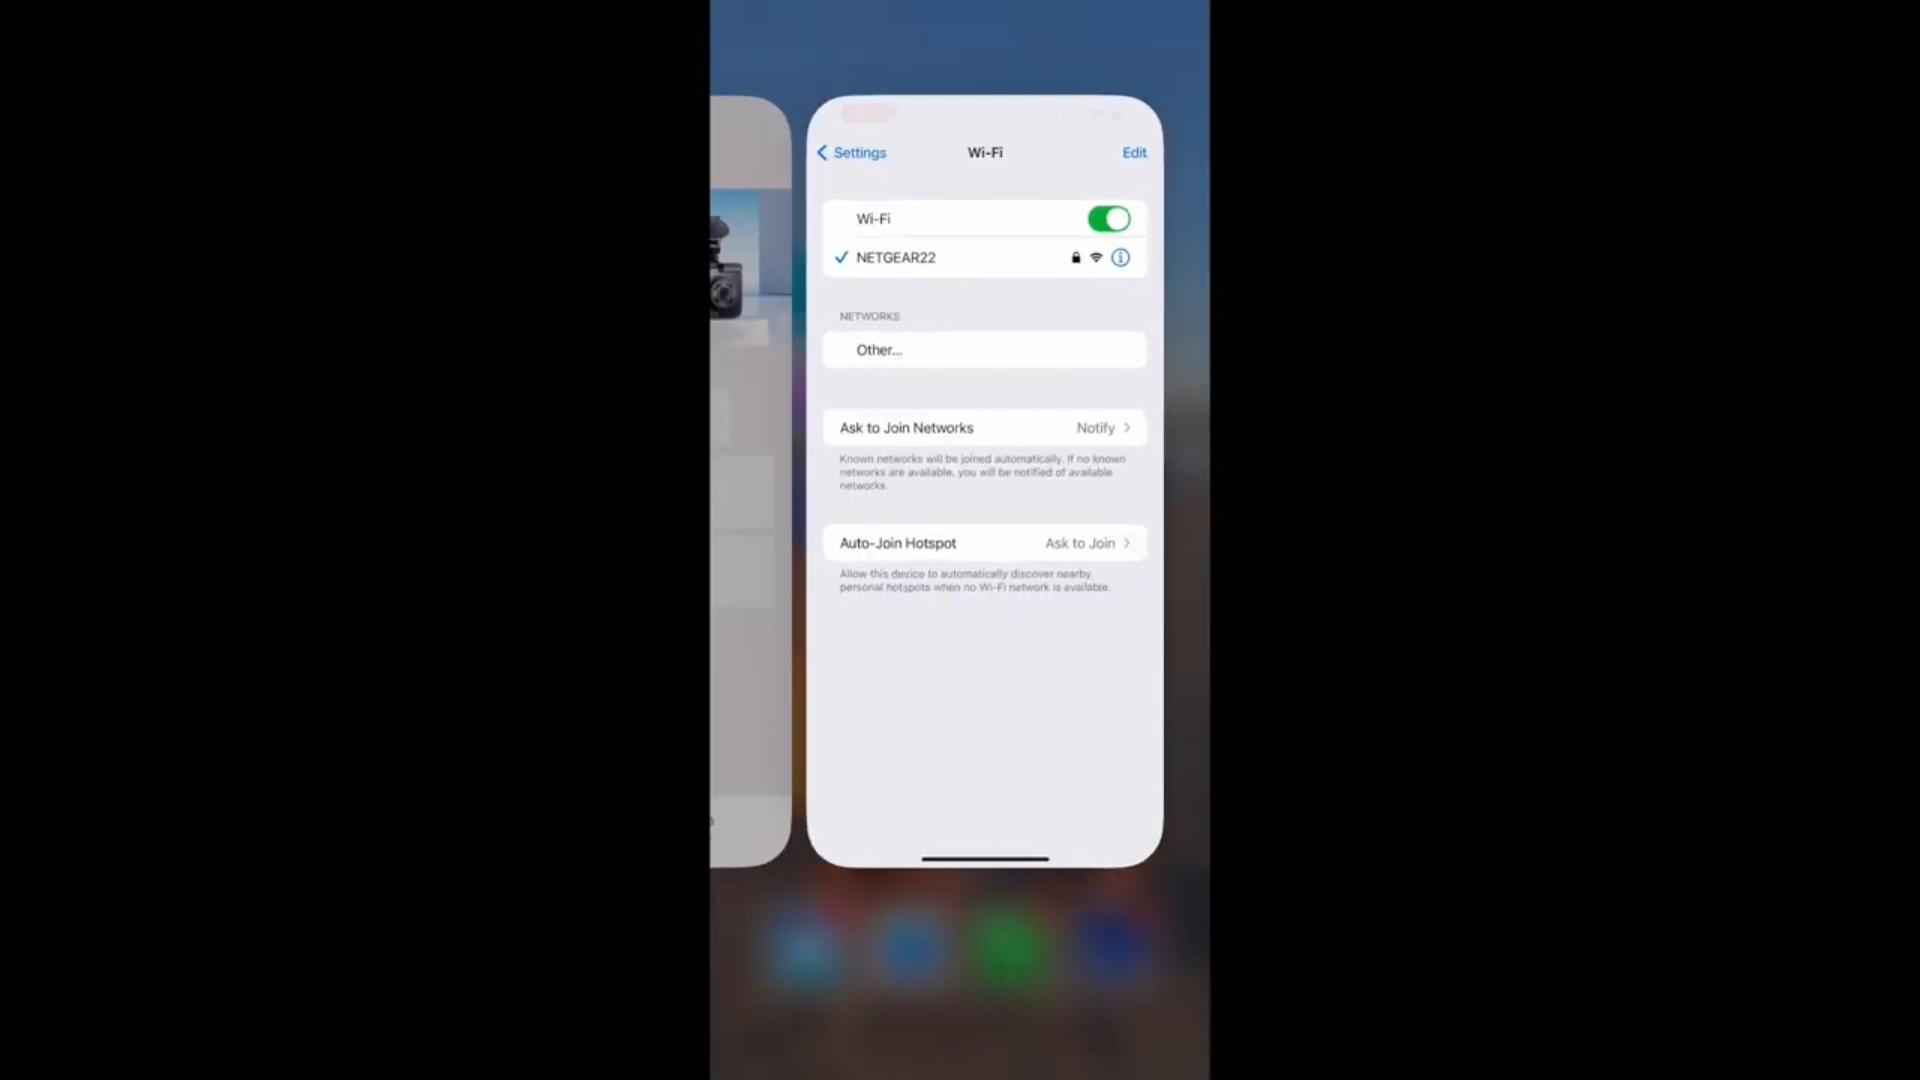 Settings
Wi-Fi
Edit
Wi-Fi
NETGEAR22
NETWORKS
Other...
Ask to Join Networks
Notify
Known networks will be joined automatically. If no known
networks are available, you will be notified of available
networks.
Auto-Join Hotspot
Ask to Join
Allow this device to automatically discover nearby
personal hotspots when no Wi-Fi network is available.